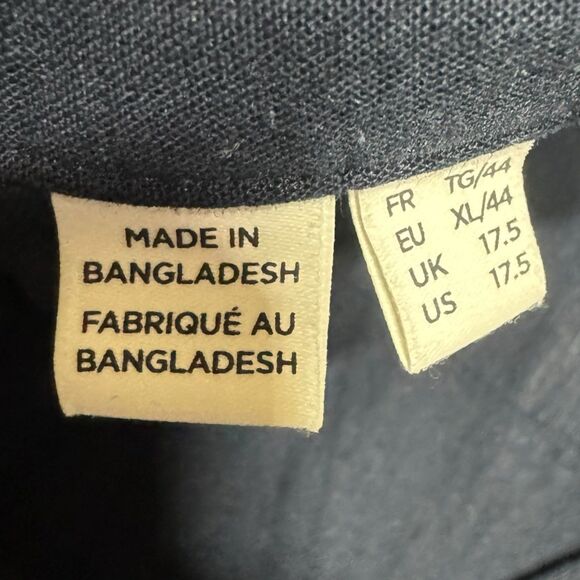 MADE IN
BANGLADESH
FABRIQUÉ AU
BANGLADESH
FR TG/44
EU XL/44
UK 17.5
US 17.5